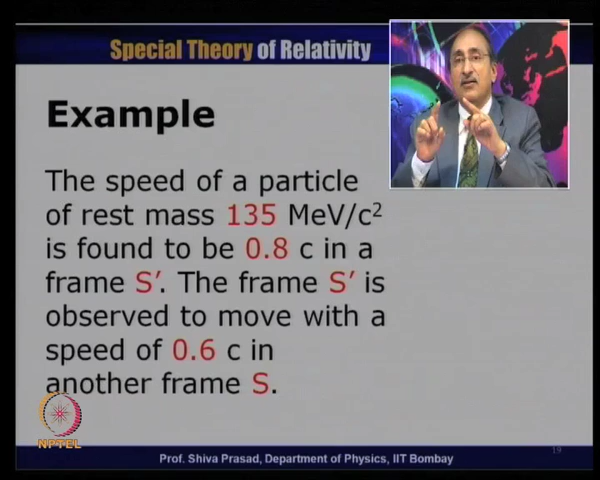 Special Theory of Relativity
Example
The speed of a particle
of rest mass 135 MeV/c²
is found to be 0.8 c in a
frame S′. The frame S′ is
observed to move with a
speed of 0.6 c in
another frame S.
NPTEL
Prof. Shiva Prasad, Department of Physics, IIT Bombay
19